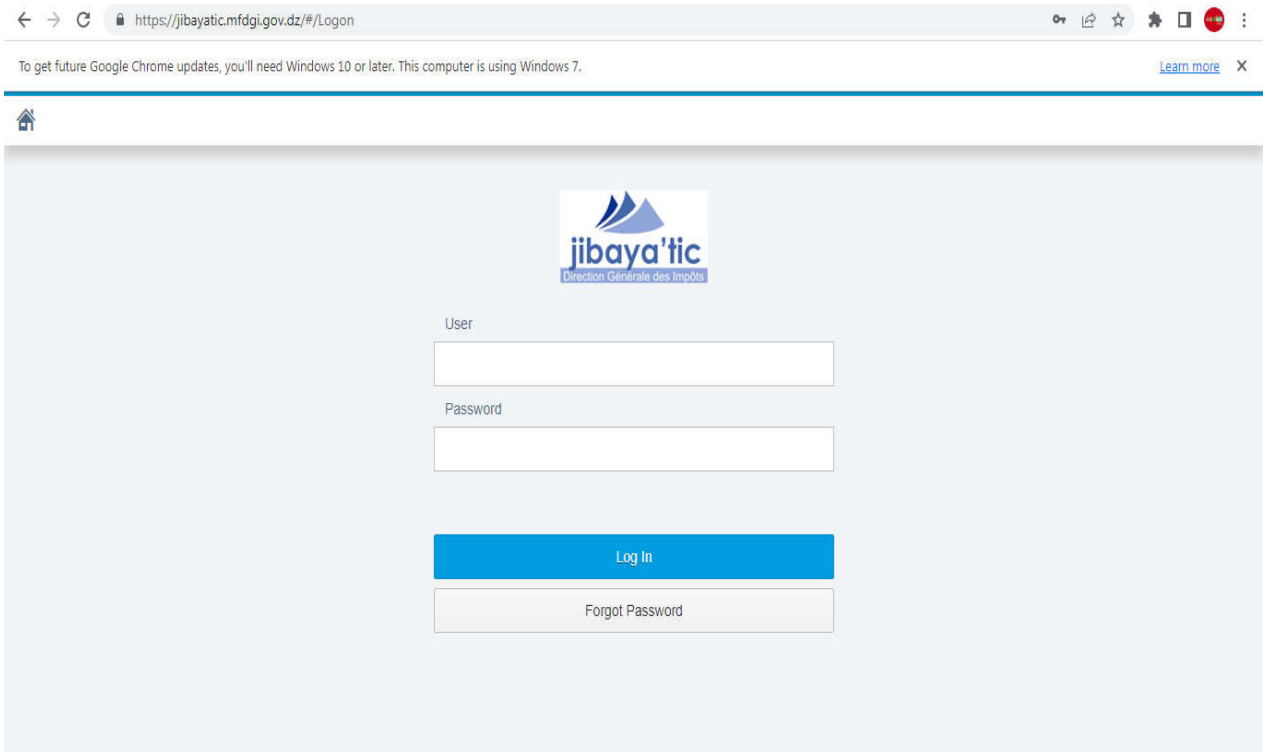 https://jibayatic.mfdgi.gov.dz/#/Logon
To get future Google Chrome updates, you'll need Windows 10 or later. This computer is using Windows 7. Learn more
jibaya'tic
Direction Générale des Impôts
User
Password
Log In
Forgot Password